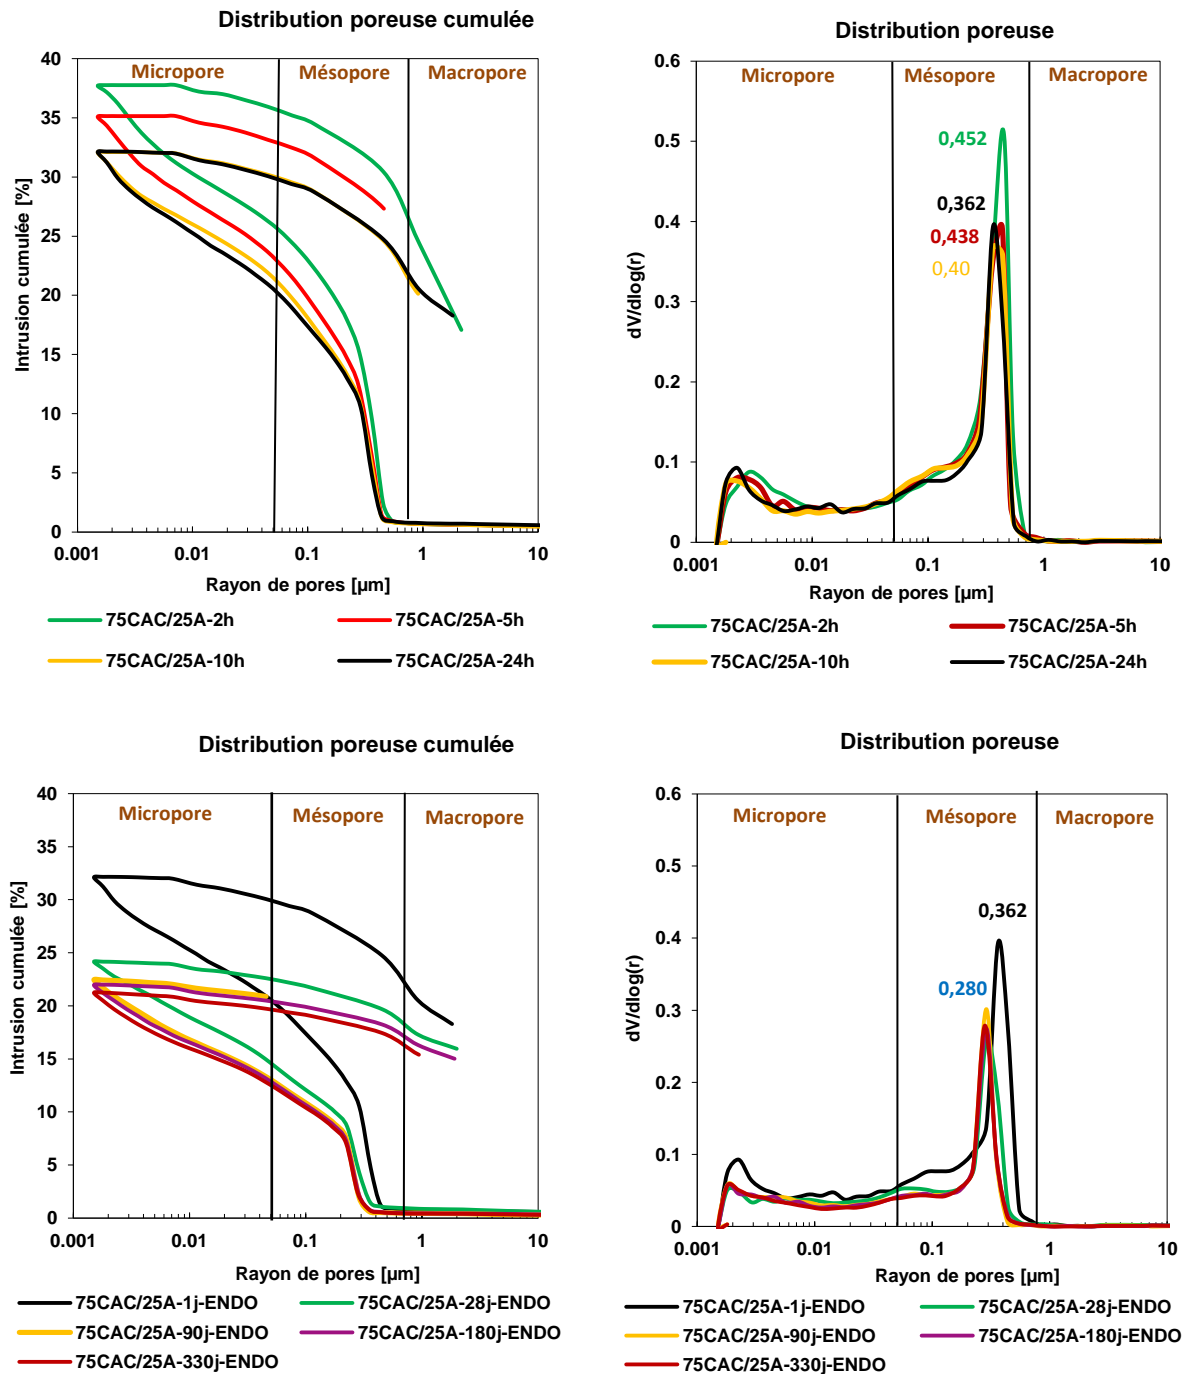 Distribution poreuse cumulée
Intrusion cumulée [%]
40
35
30
25
20
15
10
5
0
Micropore
Mésopore
Macropore
0.001
0.01
0.1
1
10
Rayon de pores [µm]
75CAC/25A-2h
75CAC/25A-5h
75CAC/25A-10h
75CAC/25A-24h
Distribution poreuse
dV/dlog(r)
0.6
0.5
0.4
0.3
0.2
0.1
0
Micropore
Mésopore
Macropore
0,452
0,362
0,438
0,40
0.001
0.01
0.1
1
10
Rayon de pores [µm]
75CAC/25A-2h
75CAC/25A-5h
75CAC/25A-10h
75CAC/25A-24h
Distribution poreuse cumulée
Intrusion cumulée [%]
40
35
30
25
20
15
10
5
0
Micropore
Mésopore
Macropore
0.001
0.01
0.1
1
10
Rayon de pores [µm]
75CAC/25A-1j-ENDO
75CAC/25A-28j-ENDO
75CAC/25A-90j-ENDO
75CAC/25A-180j-ENDO
75CAC/25A-330j-ENDO
Distribution poreuse
dV/dlog(r)
0.6
0.5
0.4
0.3
0.2
0.1
0
Micropore
Mésopore
Macropore
0,362
0,280
0.001
0.01
0.1
1
10
Rayon de pores [µm]
75CAC/25A-1j-ENDO
75CAC/25A-28j-ENDO
75CAC/25A-90j-ENDO
75CAC/25A-180j-ENDO
75CAC/25A-330j-ENDO